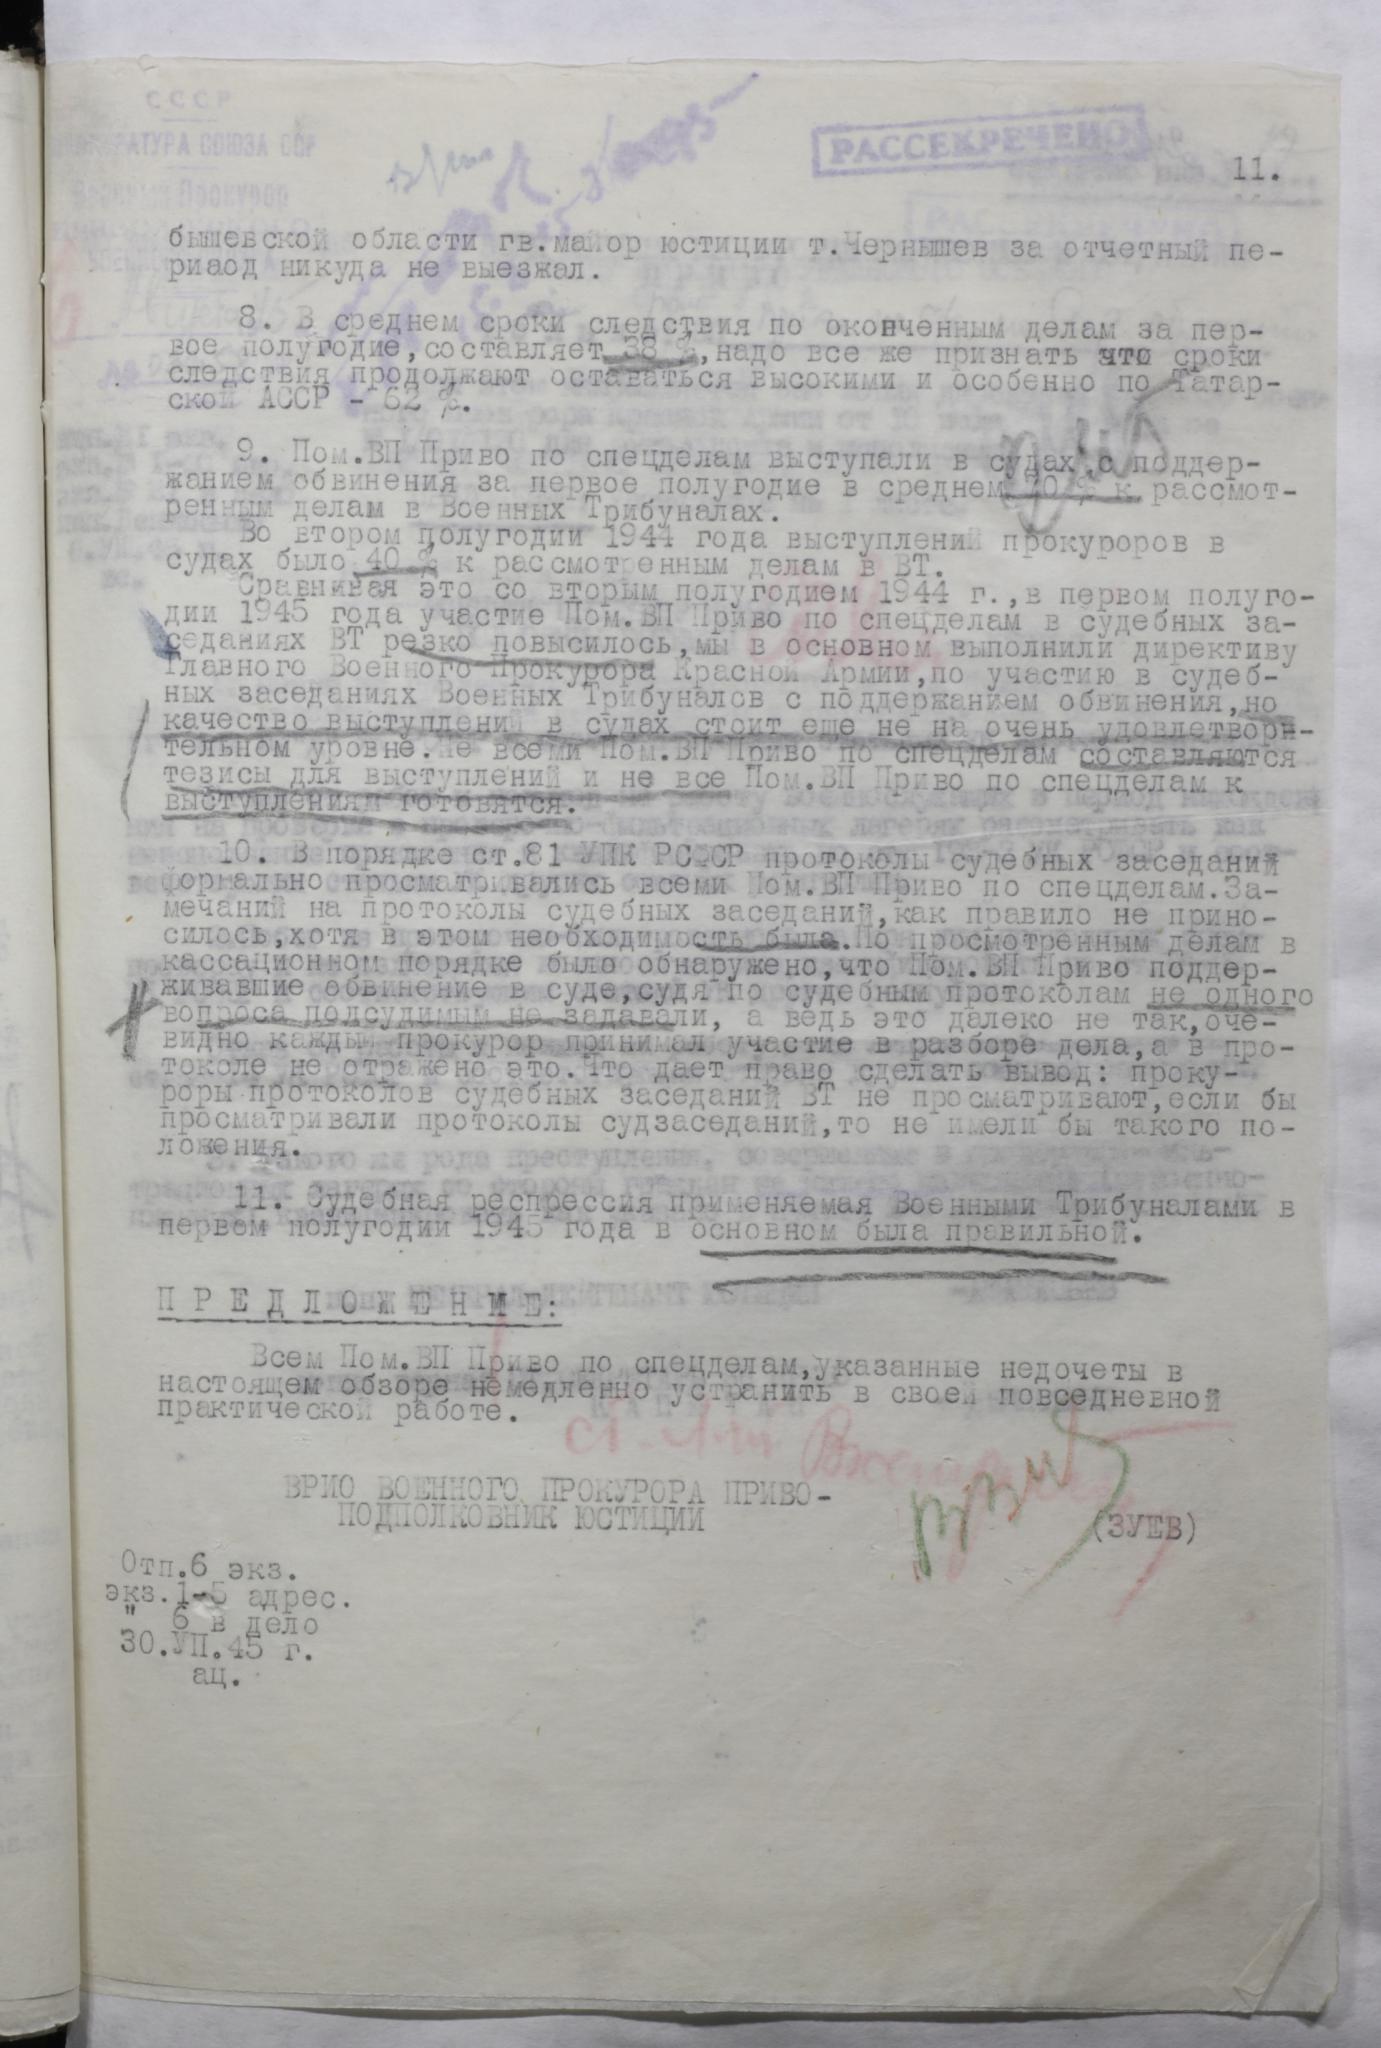 РАССЕКРЕЧЕНО
11.
бышевской области гв.майор юстиции т.Чернышев за отчетный пе-
риаод никуда не выезжал.
8. В среднем сроки следствия по оконченным делам за пер-
вое полугодие,составляет 38 %,надо все же признать что сроки
следствия продолжают оставаться высокими и особенно по Татар-
ской АССР - 62 %.
9. Пом.ВП Приво по спецделам выступали в судах с поддер-
жанием обвинения за первое полугодие в среднем % к рассмот-
ренным делам в Военных Трибуналах.
Во втором полугодии 1944 года выступлений прокуроров в
судах было 40 % к рассмотренным делам в ВТ.
Сравнивая это со вторым полугодием 1944 г.,в первом полуго-
дии 1945 года участие Пом.ВП Приво по спецделам в судебных за-
седаниях ВТ резко повысилось,мы в основном выполнили директиву
Главного Военного Прокурора Красной Армии,по участию в судеб-
ных заседаниях Военных Трибуналов с поддержанием обвинения,но
качество выступлений в судах стоит еще не на очень удовлетвори-
тельном уровне.Не всеми Пом.ВП Приво по спецделам составляются
тезисы для выступлений и не все Пом.ВП Приво по спецделам к
выступлениям готовятся.
10. В порядке ст.81 УПК РСФСР протоколы судебных заседаний
формально просматривались всеми Пом.ВП Приво по спецделам.За-
мечаний на протоколы судебных заседаний,как правило не прино-
силось,хотя в этом необходимость была.По просмотренным делам в
кассационном порядке было обнаружено,что Пом.ВП Приво поддер-
живавшие обвинение в суде,судя по судебным протоколам не одного
вопроса подсудимым не задавали, а ведь это далеко не так,оче-
видно каждый прокурор принимал участие в разборе дела,а в про-
токоле не отражено это.Что дает право сделать вывод: проку-
роры протоколов судебных заседаний ВТ не просматривают,если бы
просматривали протоколы судзаседаний,то не имели бы такого по-
ложения.
11. Судебная респрессия применяемая Военными Трибуналами в
первом полугодии 1945 года в основном была правильной.
П Р Е Д Л О Ж Е Н И Е:
Всем Пом.ВП Приво по спецделам,указанные недочеты в
настоящем обзоре немедленно устранить в своей повседневной
практической работе.
ВРИО ВОЕННОГО ПРОКУРОРА ПРИВО-
ПОДПОЛКОВНИК ЮСТИЦИИ
(ЗУЕВ)
Отп.6 экз.
экз.1-5 адрес.
" 6 в дело
30.УП.45 г.
ац.